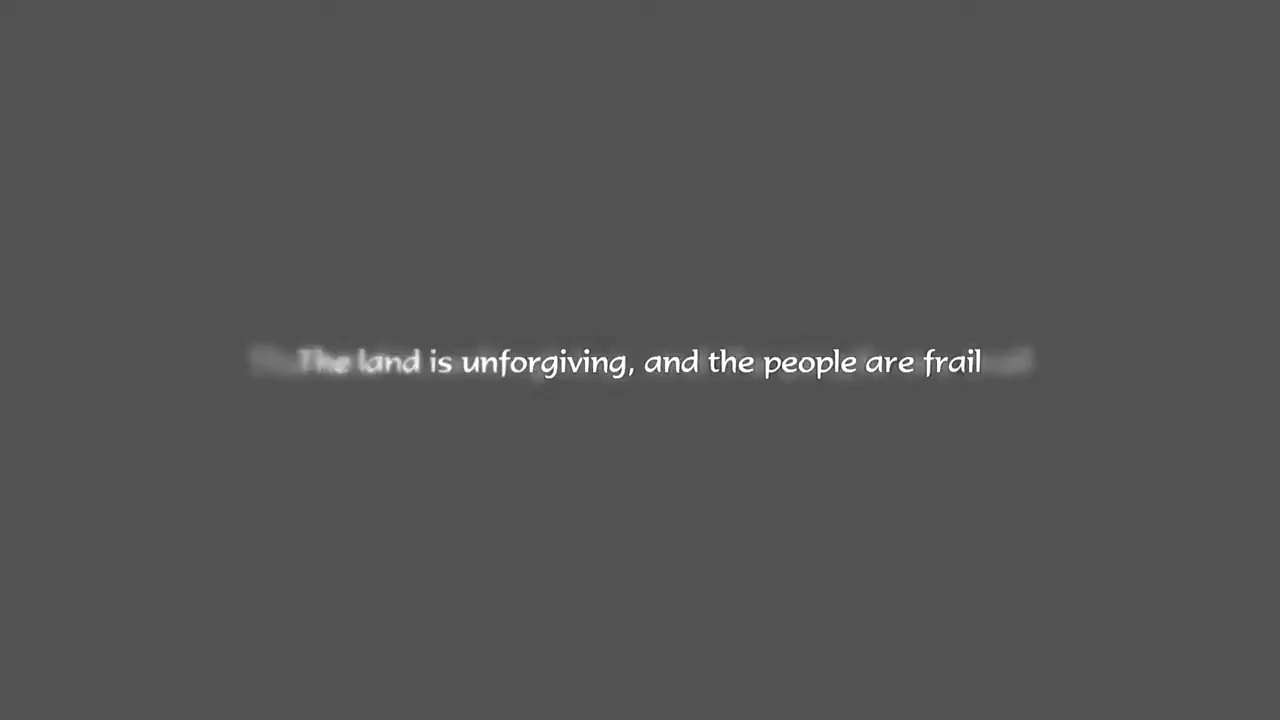 The land is unforgiving, and the people are frail